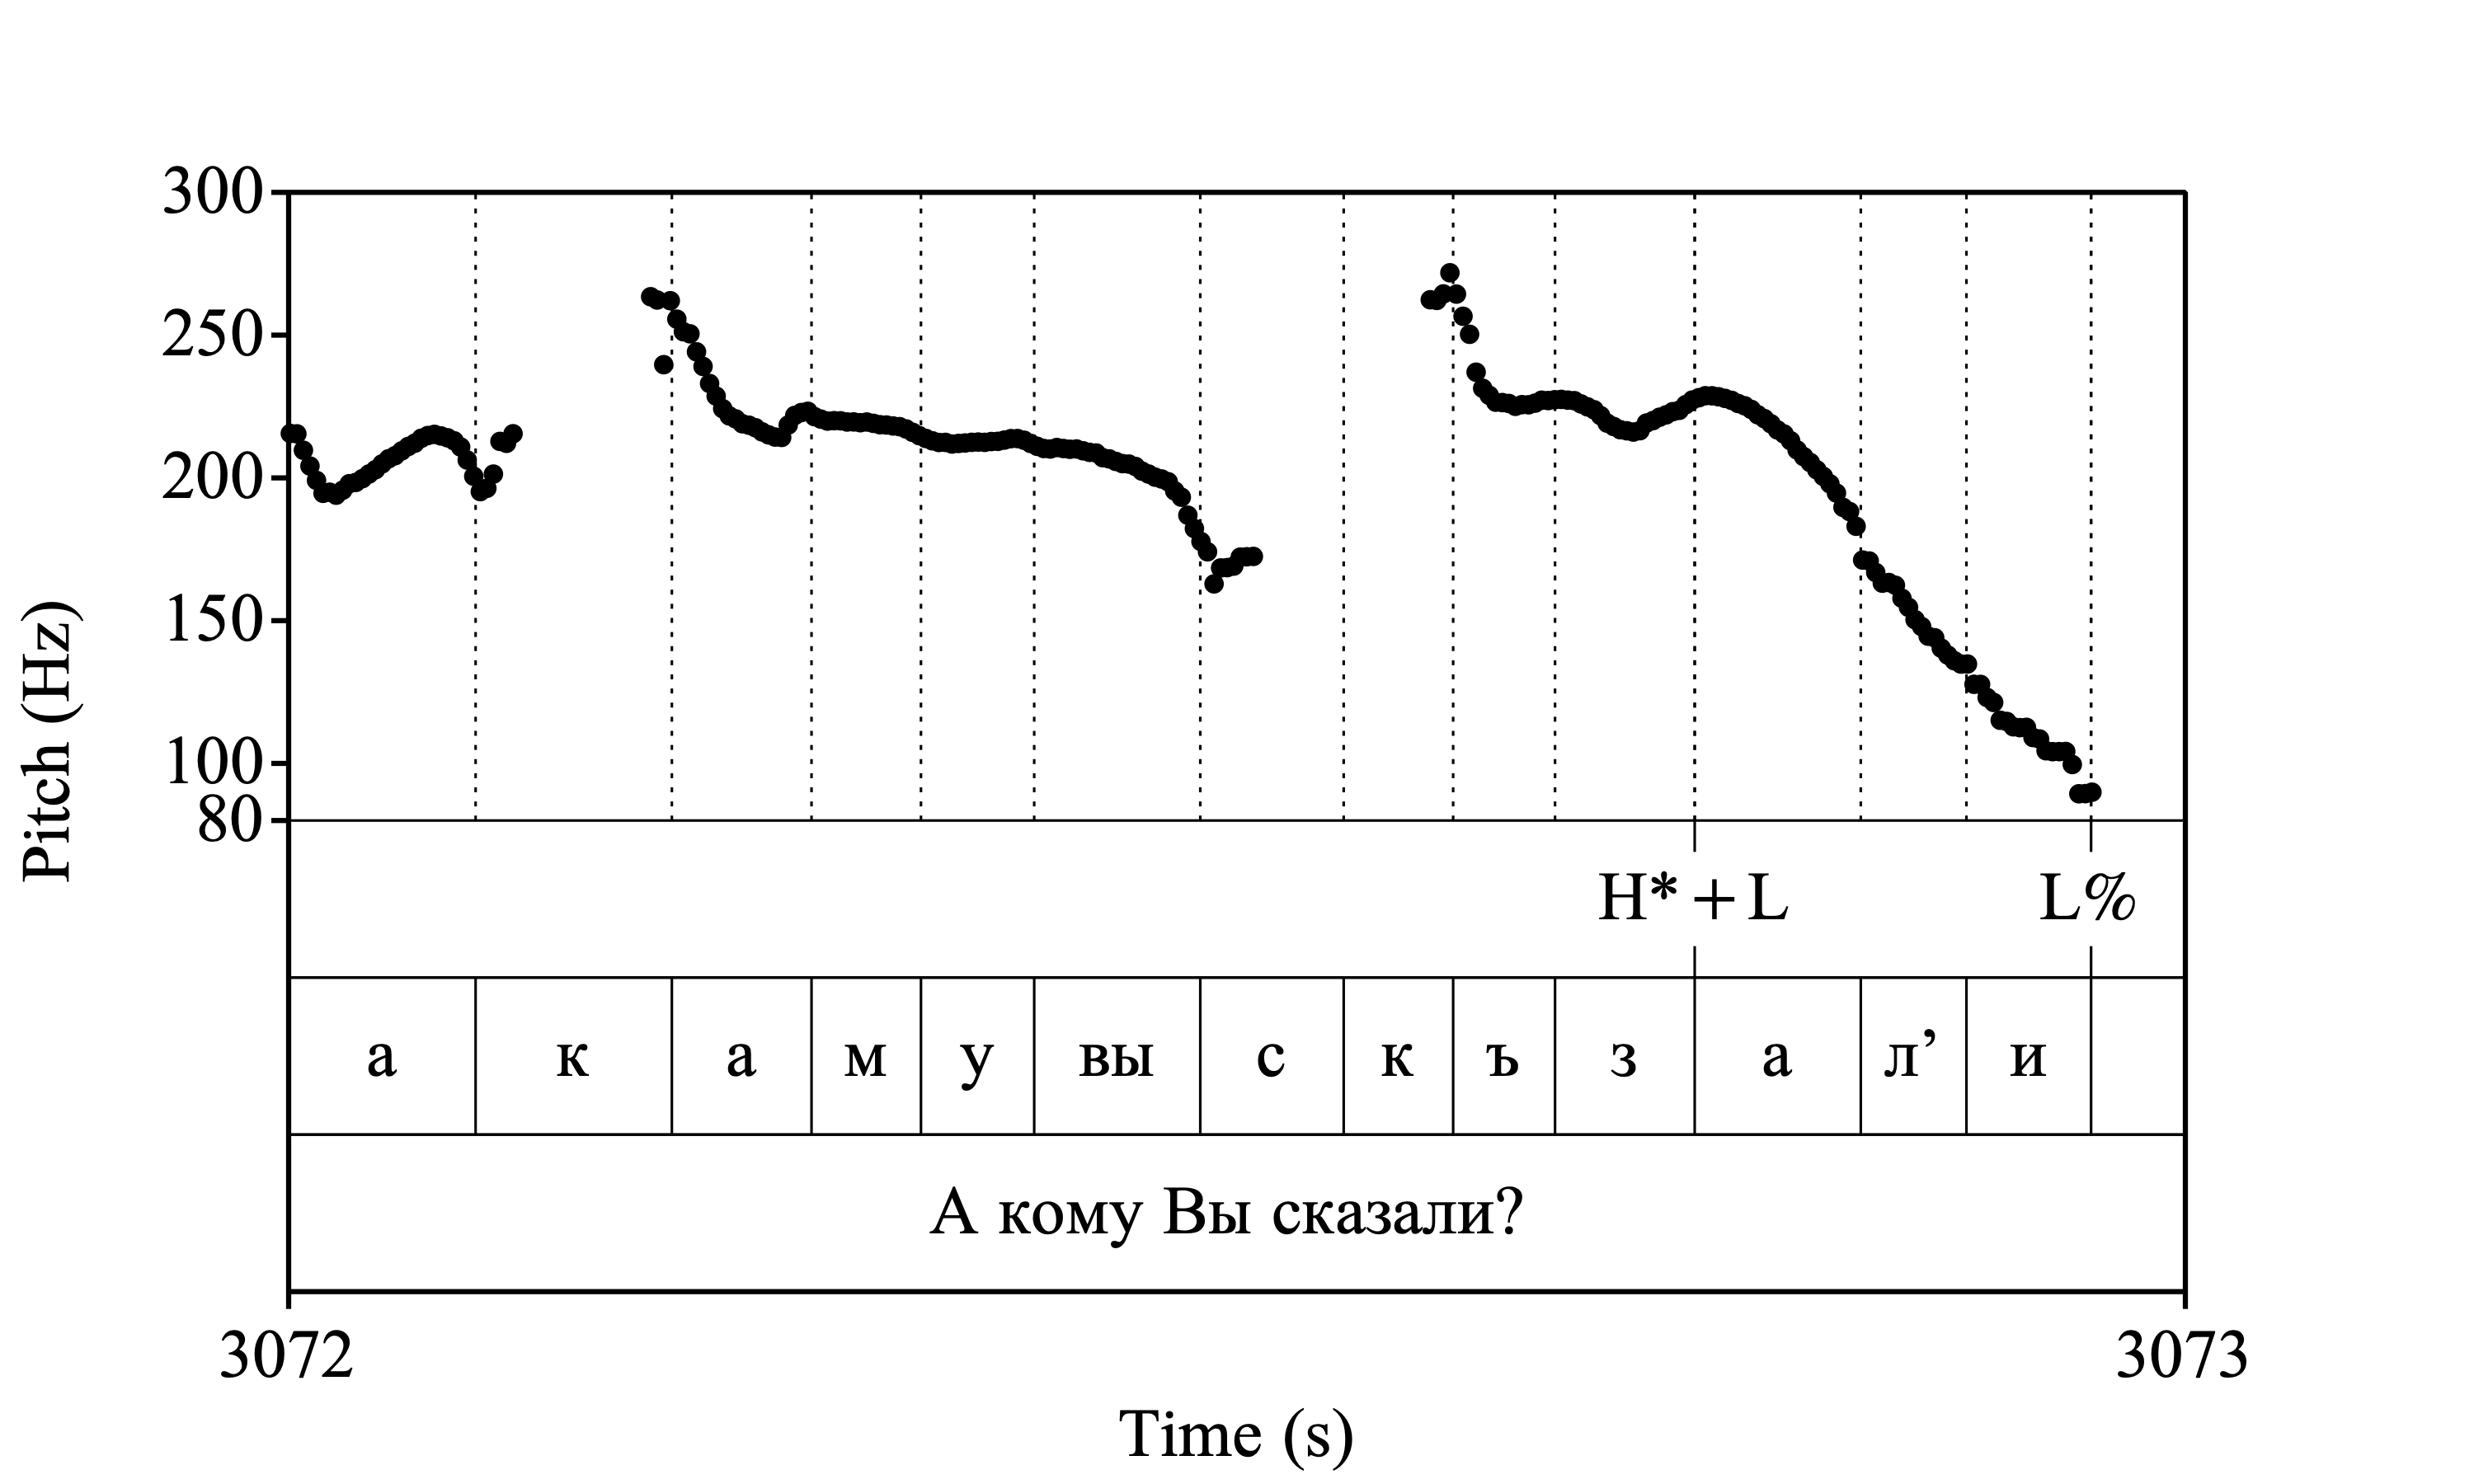 300
250
200
150
100
80
Pitch (Hz)
H* + L L%
а к а м у вы с к ъ з а л’ и
А кому Вы сказали?
3072 3073
Time (s)